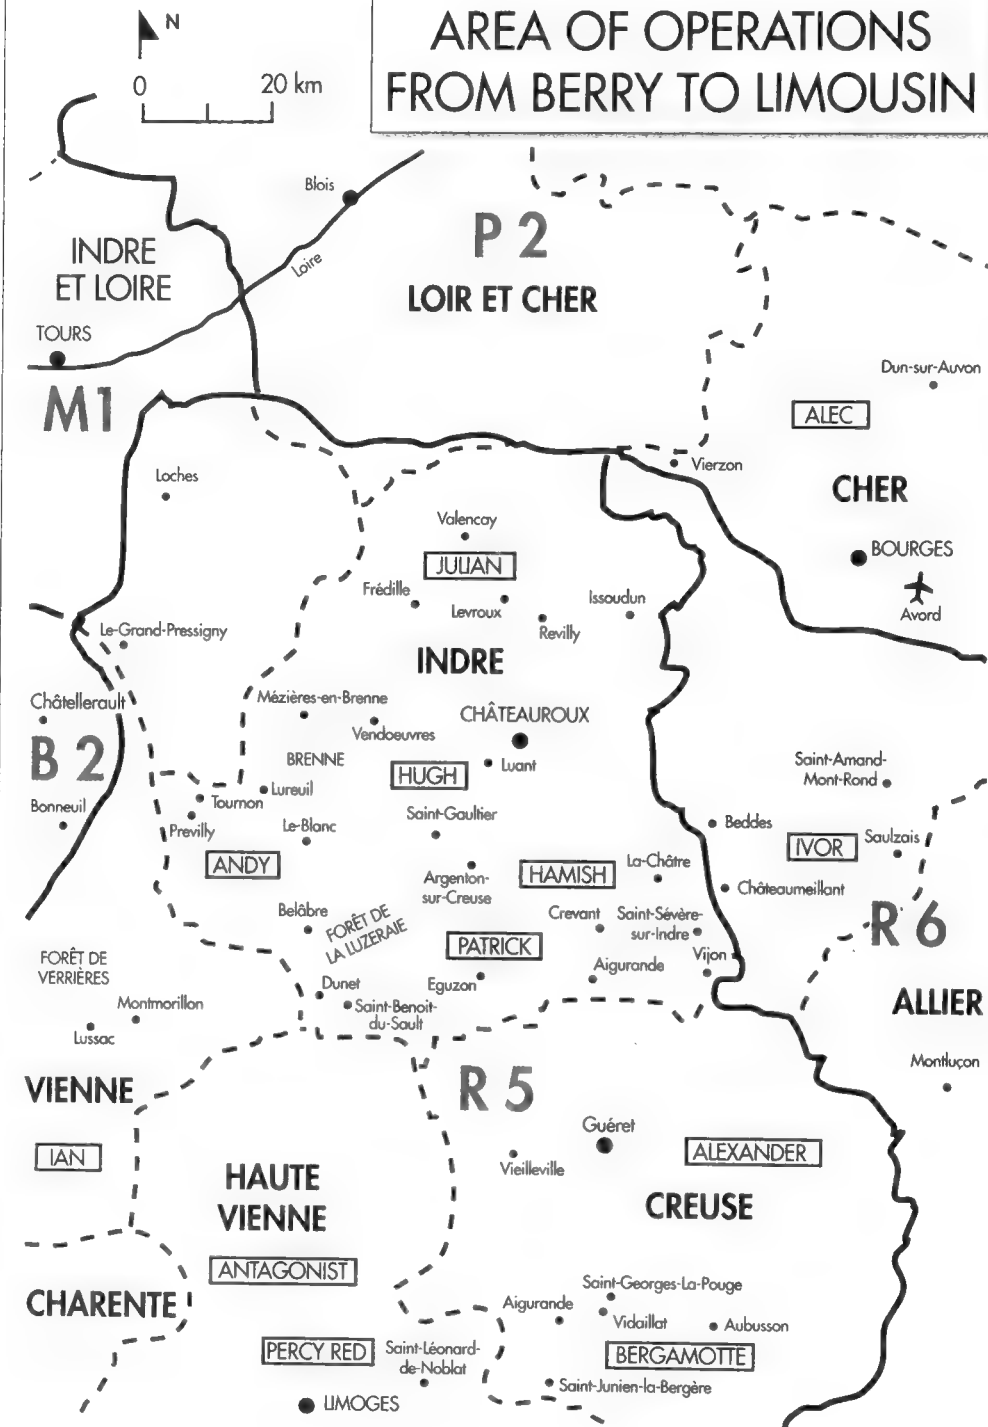 AREA OF OPERATIONS
FROM BERRY TO LIMOUSIN
N
0 20 km
Blois
Loire
INDRE
ET LOIRE
TOURS
P 2
LOIR ET CHER
M1
Dun-sur-Auvon
ALEC
Vierzon
CHER
Loches
BOURGES
Avord
Valencay
JULIAN
Frédille
Levroux
Issoudun
Revilly
Le-Grand-Pressigny
INDRE
Châtellerault
Mézières-en-Brenne
Vendoeuvres
CHÂTEAUROUX
B 2
BRENNE
HUGH
Luant
Saint-Amand-
Mont-Rond
Bonneuil
Lureuil
Tournon
Previlly
Le-Blanc
Saint-Gaultier
Beddes
IVOR
Saulzais
ANDY
Argenton-
sur-Creuse
HAMISH
La-Châtre
Châteaumeillant
Belâbre
FORÊT DE
LA LUZERAIE
Crevant
Saint-Sévère-
sur-Indre
R 6
PATRICK
Vijon
FORÊT DE
VERRIÈRES
Aigurande
Eguzon
Dunet
Saint-Benoit-
du-Sault
Montmorillon
Lussac
ALLIER
Montluçon
VIENNE
R 5
IAN
Guéret
Vieilleville
ALEXANDER
HAUTE
VIENNE
CREUSE
ANTAGONIST
CHARENTE
Saint-Georges-La-Pouge
Aigurande
Vidaillat
Aubusson
PERCY RED
Saint-Léonard-
de-Noblat
BERGAMOTTE
Saint-Junien-la-Bergère
LIMOGES